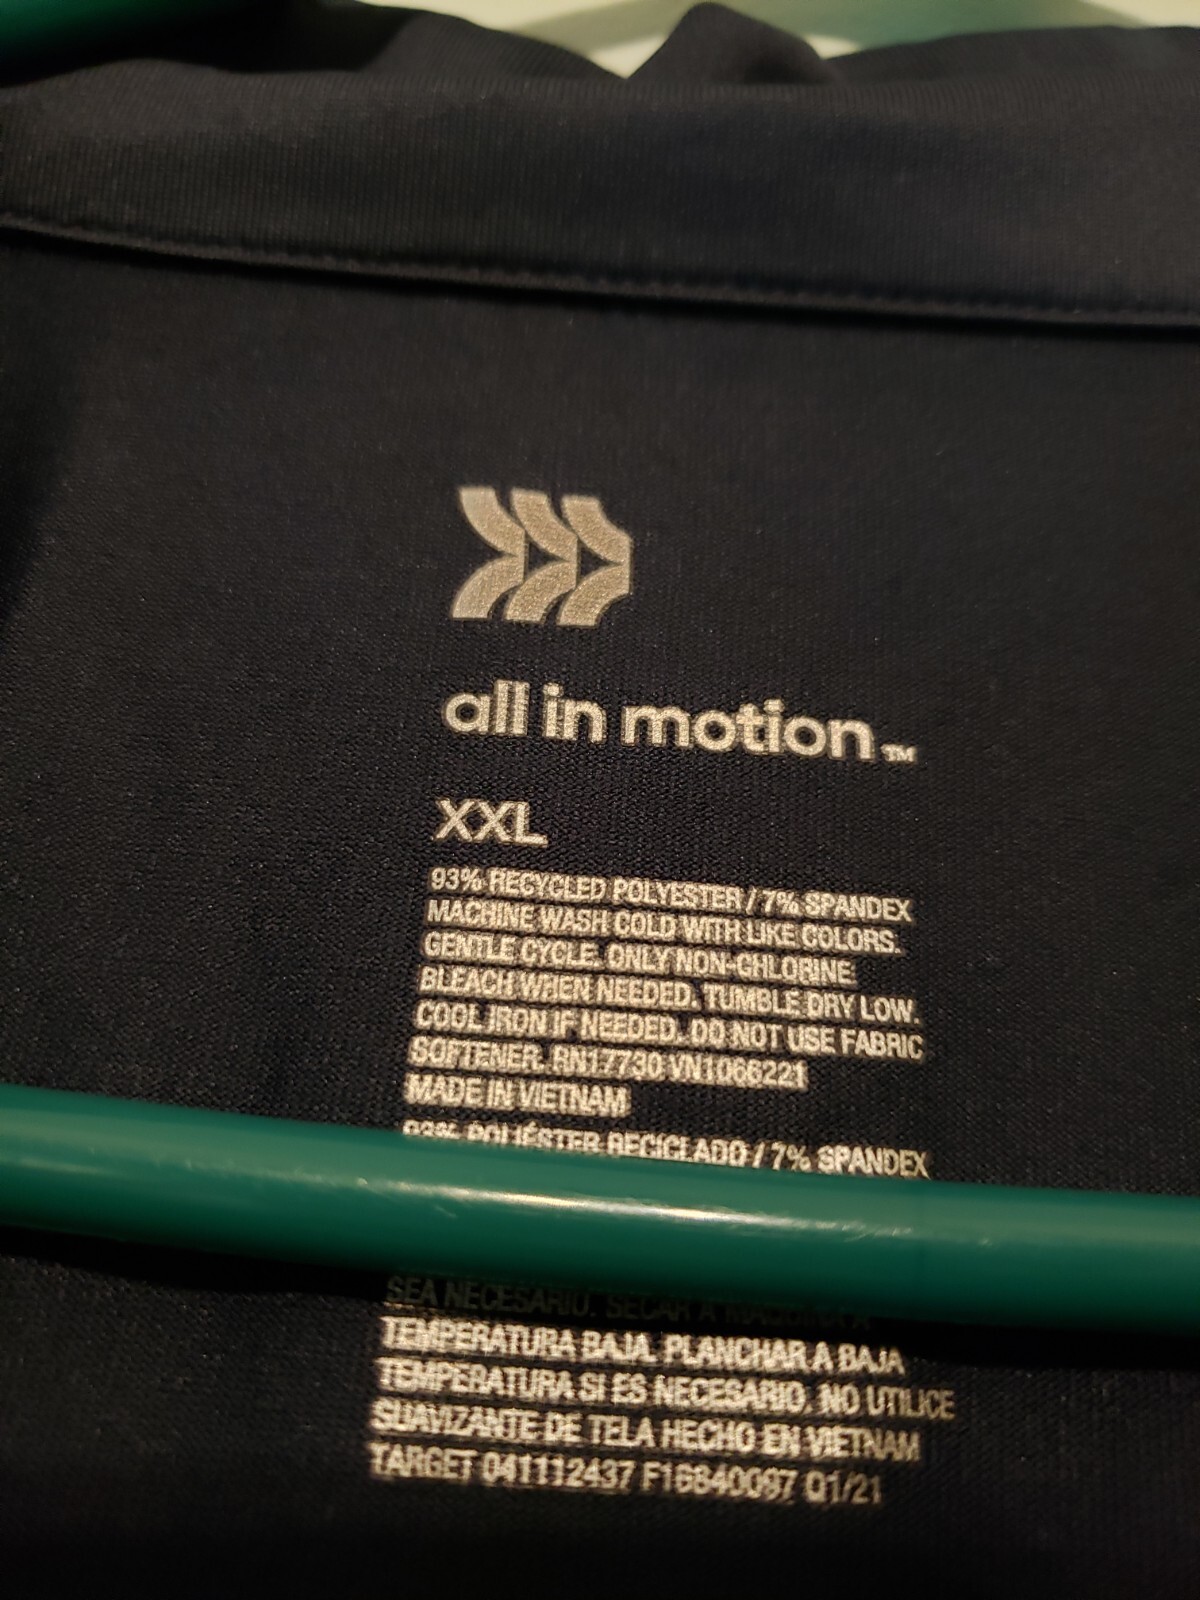 all in motion™
XXL
93% RECYCLED POLYESTER / 7% SPANDEX
MACHINE WASH COLD WITH LIKE COLORS.
GENTLE CYCLE. ONLY NON-CHLORINE
BLEACH WHEN NEEDED. TUMBLE DRY LOW.
COOL IRON IF NEEDED. DO NOT USE FABRIC
SOFTENER. RN17730 VN1066221
MADE IN VIETNAM
93% POLIÉSTER RECICLADO / 7% SPANDEX
SEA NECESARIO. SECAR A MAQUINA A
TEMPERATURA BAJA. PLANCHAR A BAJA
TEMPERATURA SI ES NECESARIO. NO UTILICE
SUAVIZANTE DE TELA HECHO EN VIETNAM
TARGET 041112437 F16840097 Q1/21